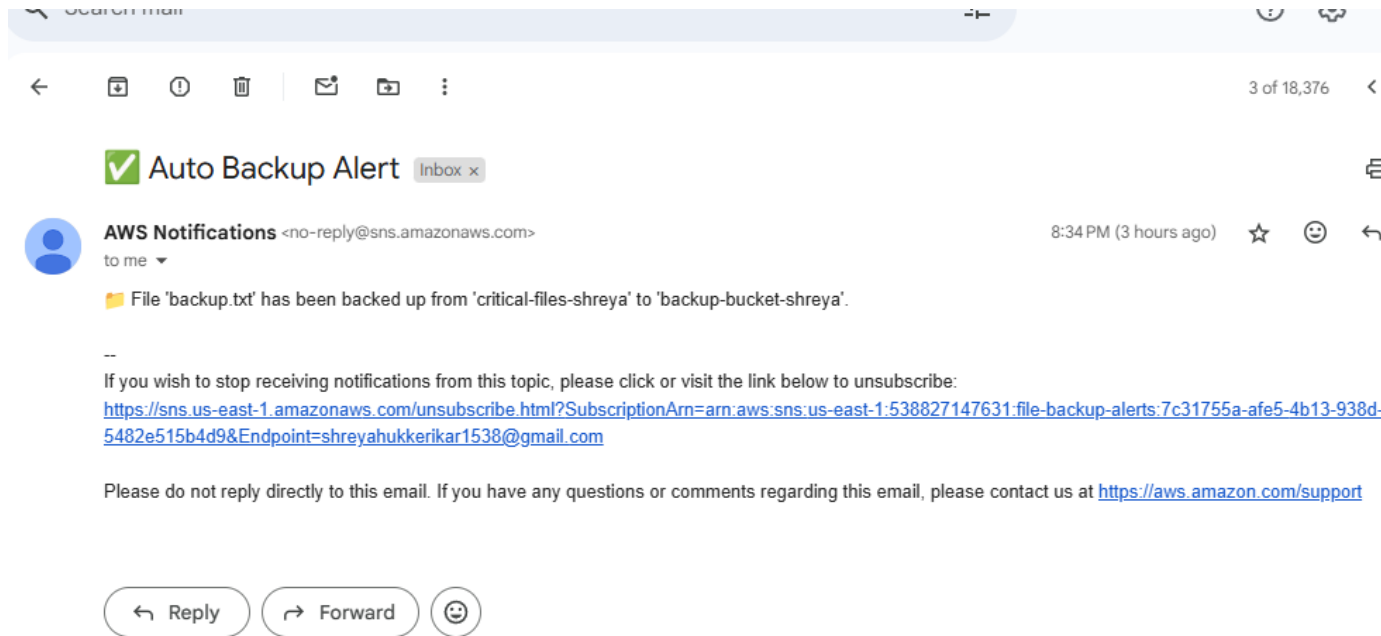 Search mail
3 of 18,376
✅ Auto Backup Alert Inbox x
AWS Notifications <no-reply@sns.amazonaws.com> 8:34 PM (3 hours ago)
to me
📁 File 'backup.txt' has been backed up from 'critical-files-shreya' to 'backup-bucket-shreya'.
--
If you wish to stop receiving notifications from this topic, please click or visit the link below to unsubscribe:
https://sns.us-east-1.amazonaws.com/unsubscribe.html?SubscriptionArn=arn:aws:sns:us-east-1:538827147631:file-backup-alerts:7c31755a-afe5-4b13-938d-
5482e515b4d9&Endpoint=shreyahukkerikar1538@gmail.com
Please do not reply directly to this email. If you have any questions or comments regarding this email, please contact us at https://aws.amazon.com/support
Reply Forward